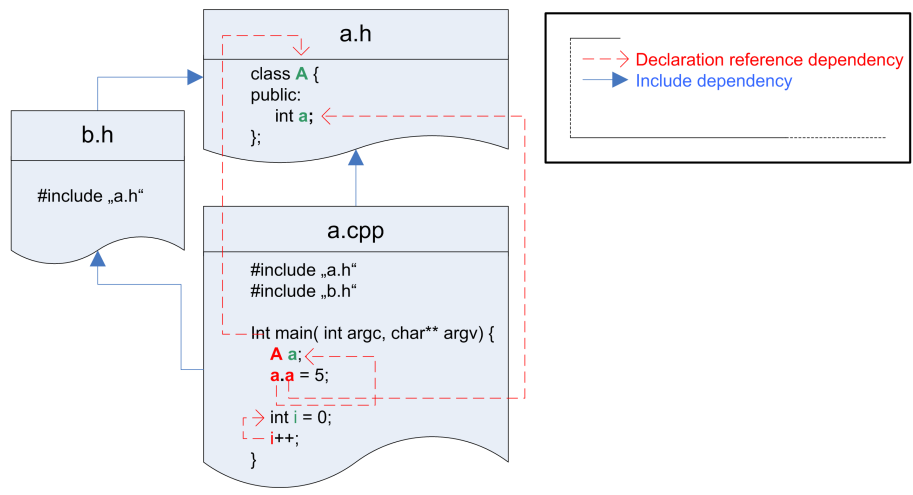 a.h
class A {
public:
int a;
};
b.h
#include „a.h“
a.cpp
#include „a.h“
#include „b.h“
Int main( int argc, char** argv) {
A a;
a.a = 5;
int i = 0;
i++;
}
Declaration reference dependency
Include dependency